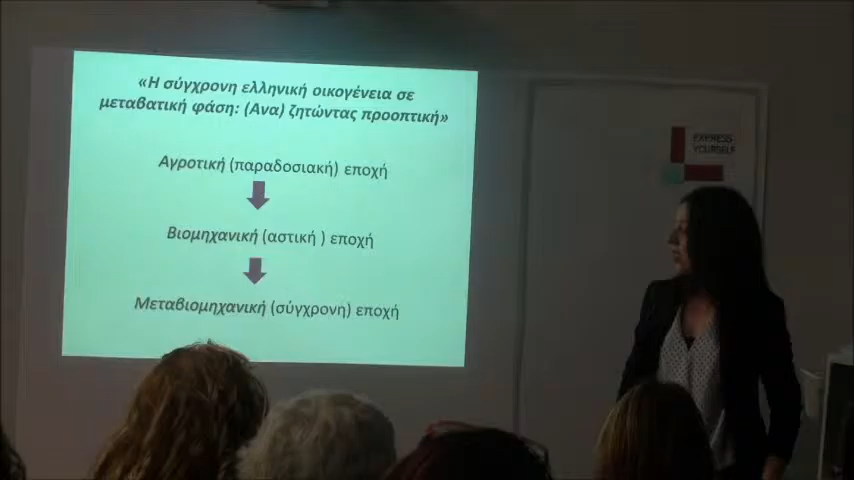 «Η σύγχρονη ελληνική οικογένεια σε
μεταβατική φάση: (Ανα) ζητώντας προοπτική»
Αγροτική (παραδοσιακή) εποχή
Βιομηχανική (αστική ) εποχή
Μεταβιομηχανική (σύγχρονή) εποχή
EXPRESS
YOURSELF